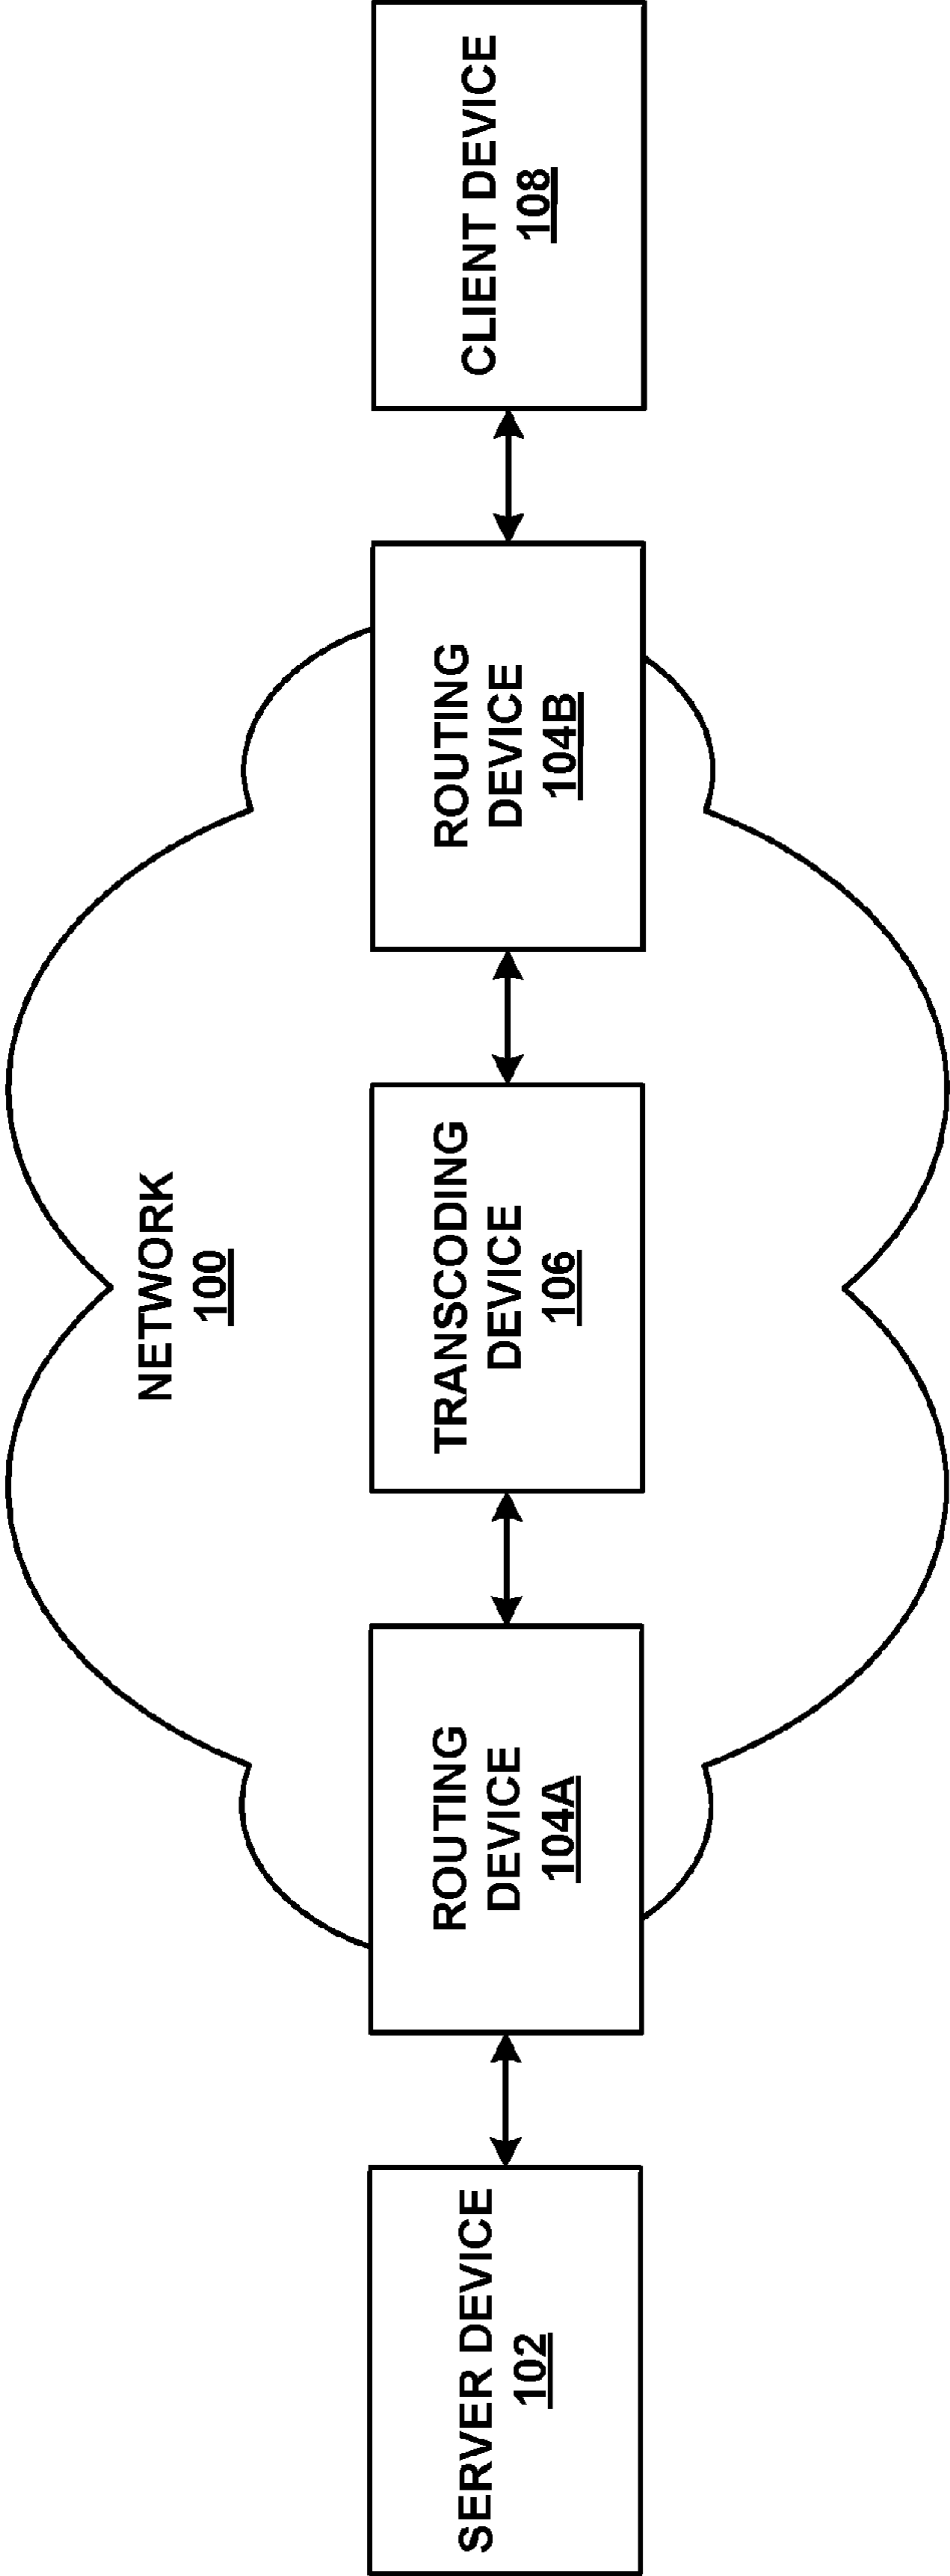 NETWORK
100
SERVER DEVICE
102
ROUTING
DEVICE
104A
TRANSCODING
DEVICE
106
ROUTING
DEVICE
104B
CLIENT DEVICE
108